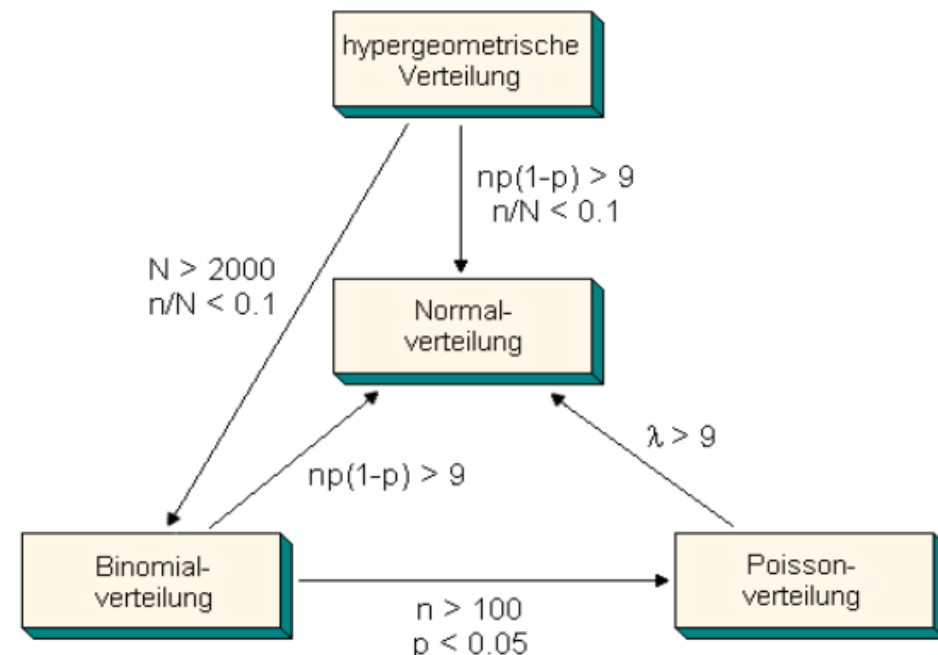 hypergeometrische
Verteilung
np(1-p) > 9
n/N < 0.1
N > 2000
n/N < 0.1
Normal-
verteilung
λ > 9
np(1-p) > 9
Binomial-
verteilung
n > 100
p < 0.05
Poisson-
verteilung